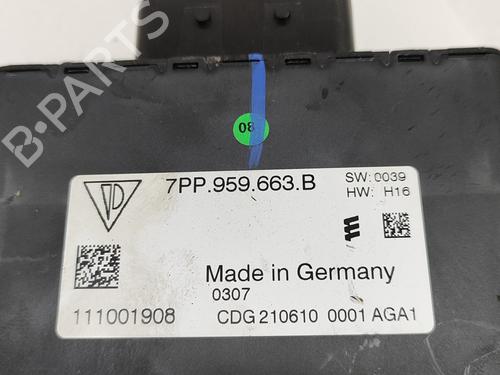 B-PARTS
08
7PP.959.663.B
SW:0039
HW: H16
Made in Germany
0307
111001908
CDG 210610 0001 AGA1